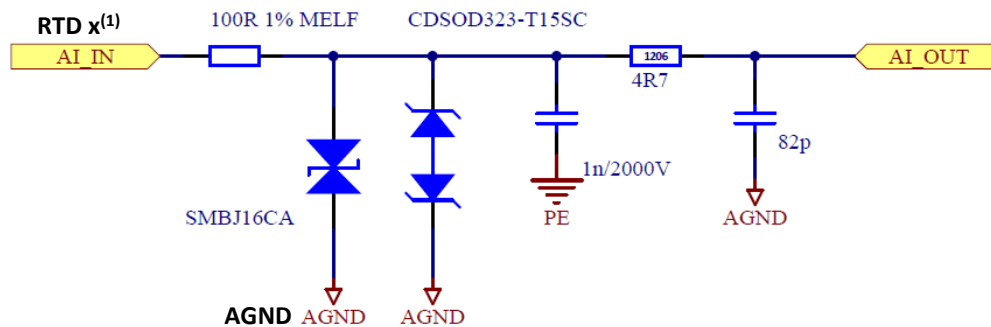 RTD x(1)
100R 1% MELF
CDSOD323-T15SC
AI_IN
1206
AI_OUT
4R7
82p
1n/2000V
SMBJ16CA
PE
AGND
AGND AGND
AGND